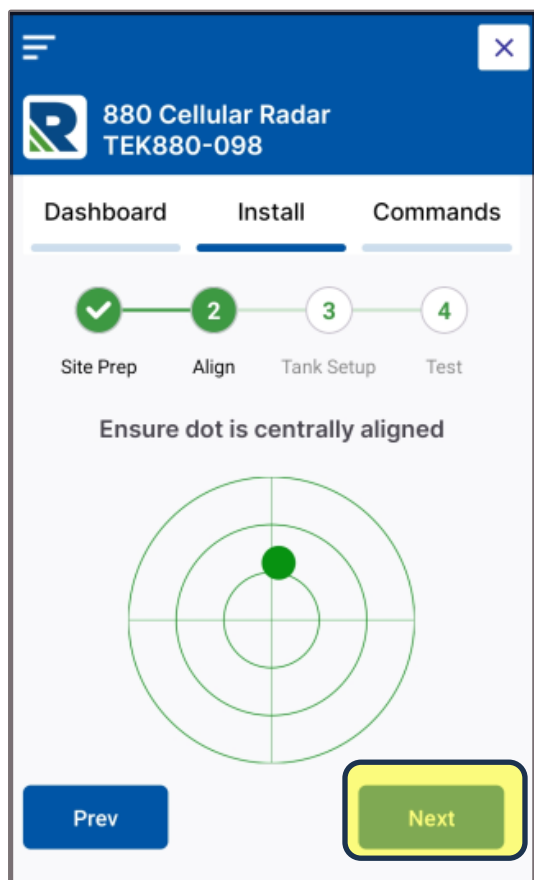 880 Cellular Radar
TEK880-098
Dashboard Install Commands
2 3 4
Site Prep Align Tank Setup Test
Ensure dot is centrally aligned
Prev Next